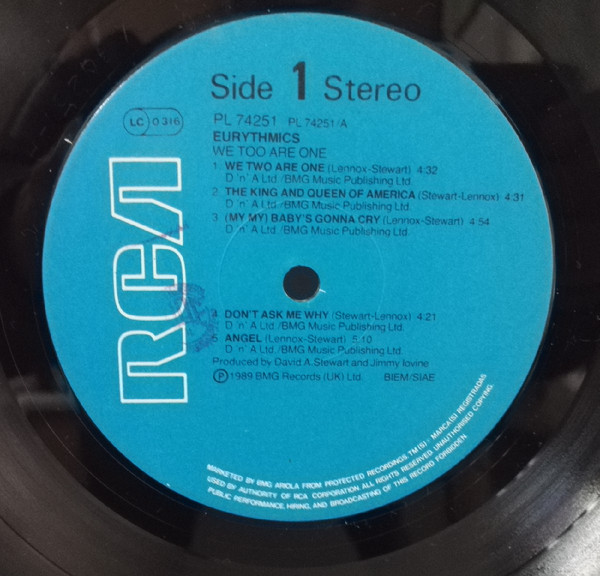 Side 1 Stereo
LC 0316
PL 74251 PL 74251/A
EURYTHMICS
WE TOO ARE ONE
1. WE TWO ARE ONE (Lennox-Stewart) 4:32
D 'n' A Ltd./BMG Music Publishing Ltd.
2. THE KING AND QUEEN OF AMERICA (Stewart-Lennox) 4:31
D 'n' A Ltd./BMG Music Publishing Ltd.
3. (MY MY) BABY'S GONNA CRY (Lennox-Stewart) 4:54
D 'n' A Ltd./BMG Music Publishing Ltd.
RCA
4. DON'T ASK ME WHY (Stewart-Lennox) 4:21
D 'n' A Ltd./BMG Music Publishing Ltd.
5. ANGEL (Lennox-Stewart) 5:10
D 'n' A Ltd./BMG Music Publishing Ltd.
Produced by David A. Stewart and Jimmy Iovine
Ⓟ 1989 BMG Records (UK) Ltd. BIEM/SIAE
MARKETED BY BMG ARIOLA FROM PROTECTED RECORDINGS. TM(S) - MARCA(S) REGISTRADAS
USED BY AUTHORITY OF RCA CORPORATION ALL RIGHTS RESERVED UNAUTHORISED COPYING,
PUBLIC PERFORMANCE, HIRING, AND BROADCASTING OF THIS RECORD FORBIDDEN